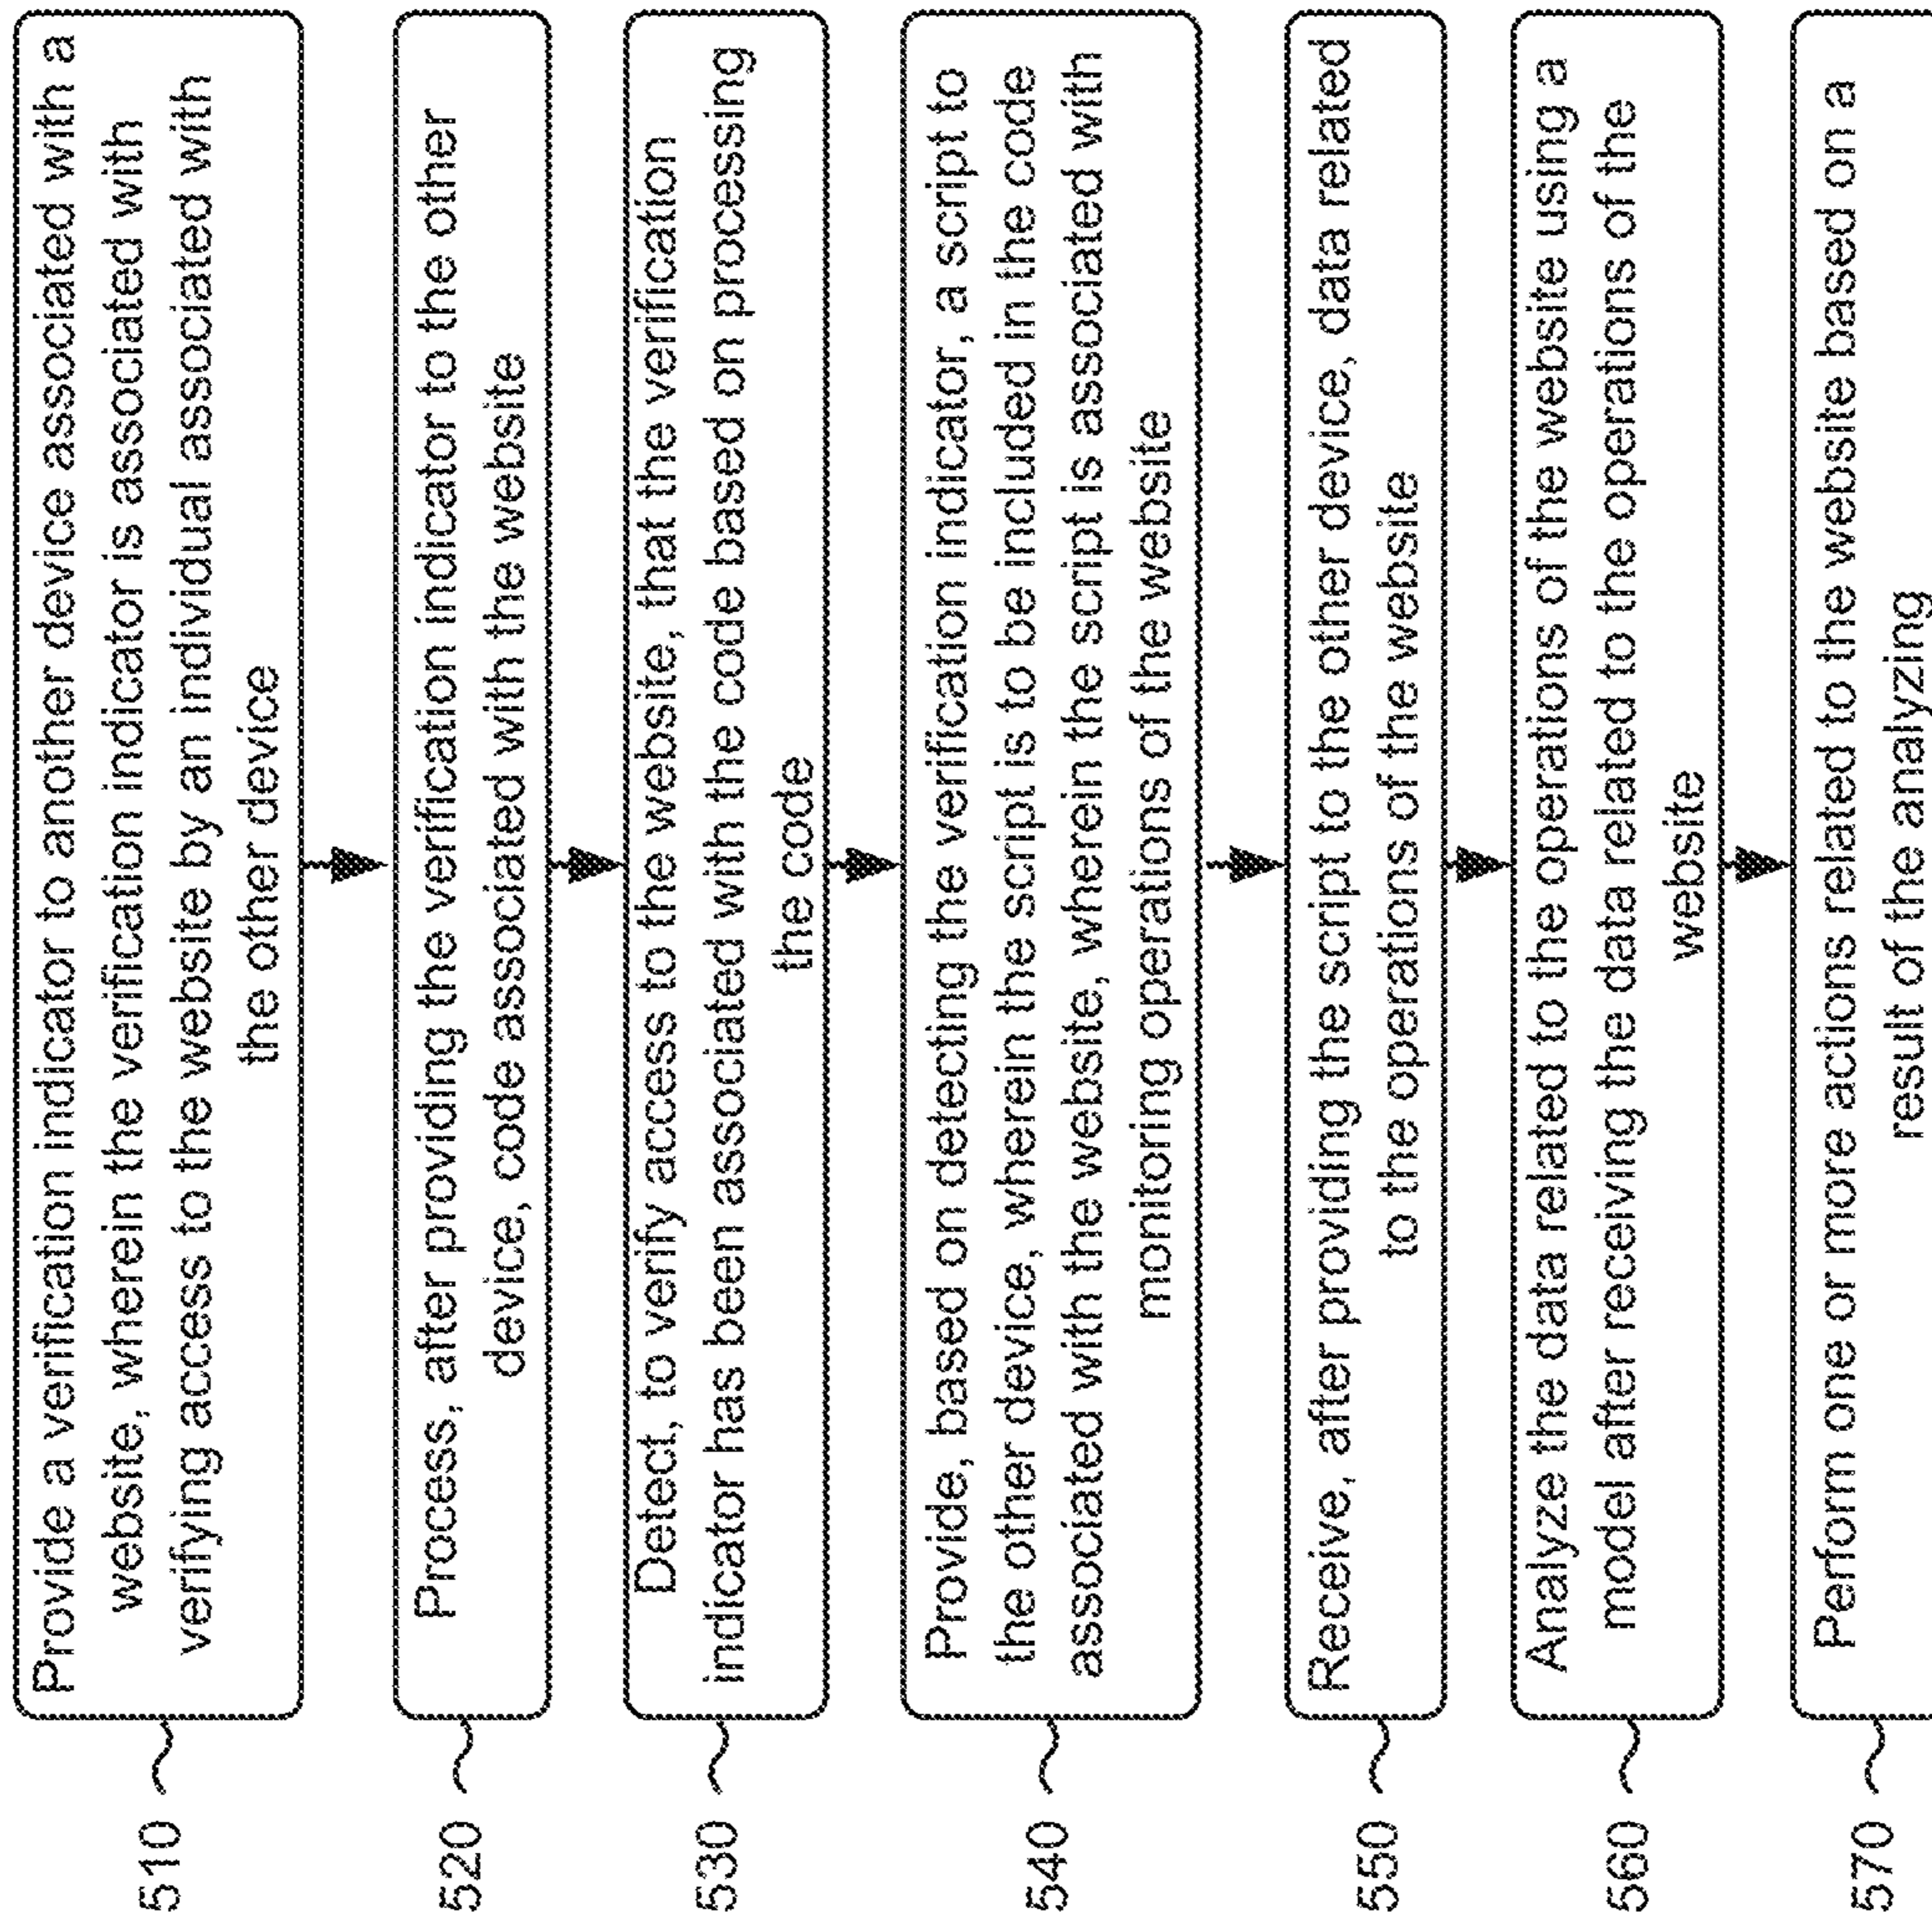 510
Provide a verification indicator to another device associated with a
website, wherein the verification indicator is associated with
verifying access to the website by an individual associated with
the other device
520
Process, after providing the verification indicator to the other
device, code associated with the website
530
Detect, to verify access to the website, that the verification
indicator has been associated with the code based on processing
the code
540
Provide, based on detecting the verification indicator, a script to
the other device, wherein the script is to be included in the code
associated with the website, wherein the script is associated with
monitoring operations of the website
550
Receive, after providing the script to the other device, data related
to the operations of the website
560
Analyze the data related to the operations of the website using a
model after receiving the data related to the operations of the
website
570
Perform one or more actions related to the website based on a
result of the analyzing